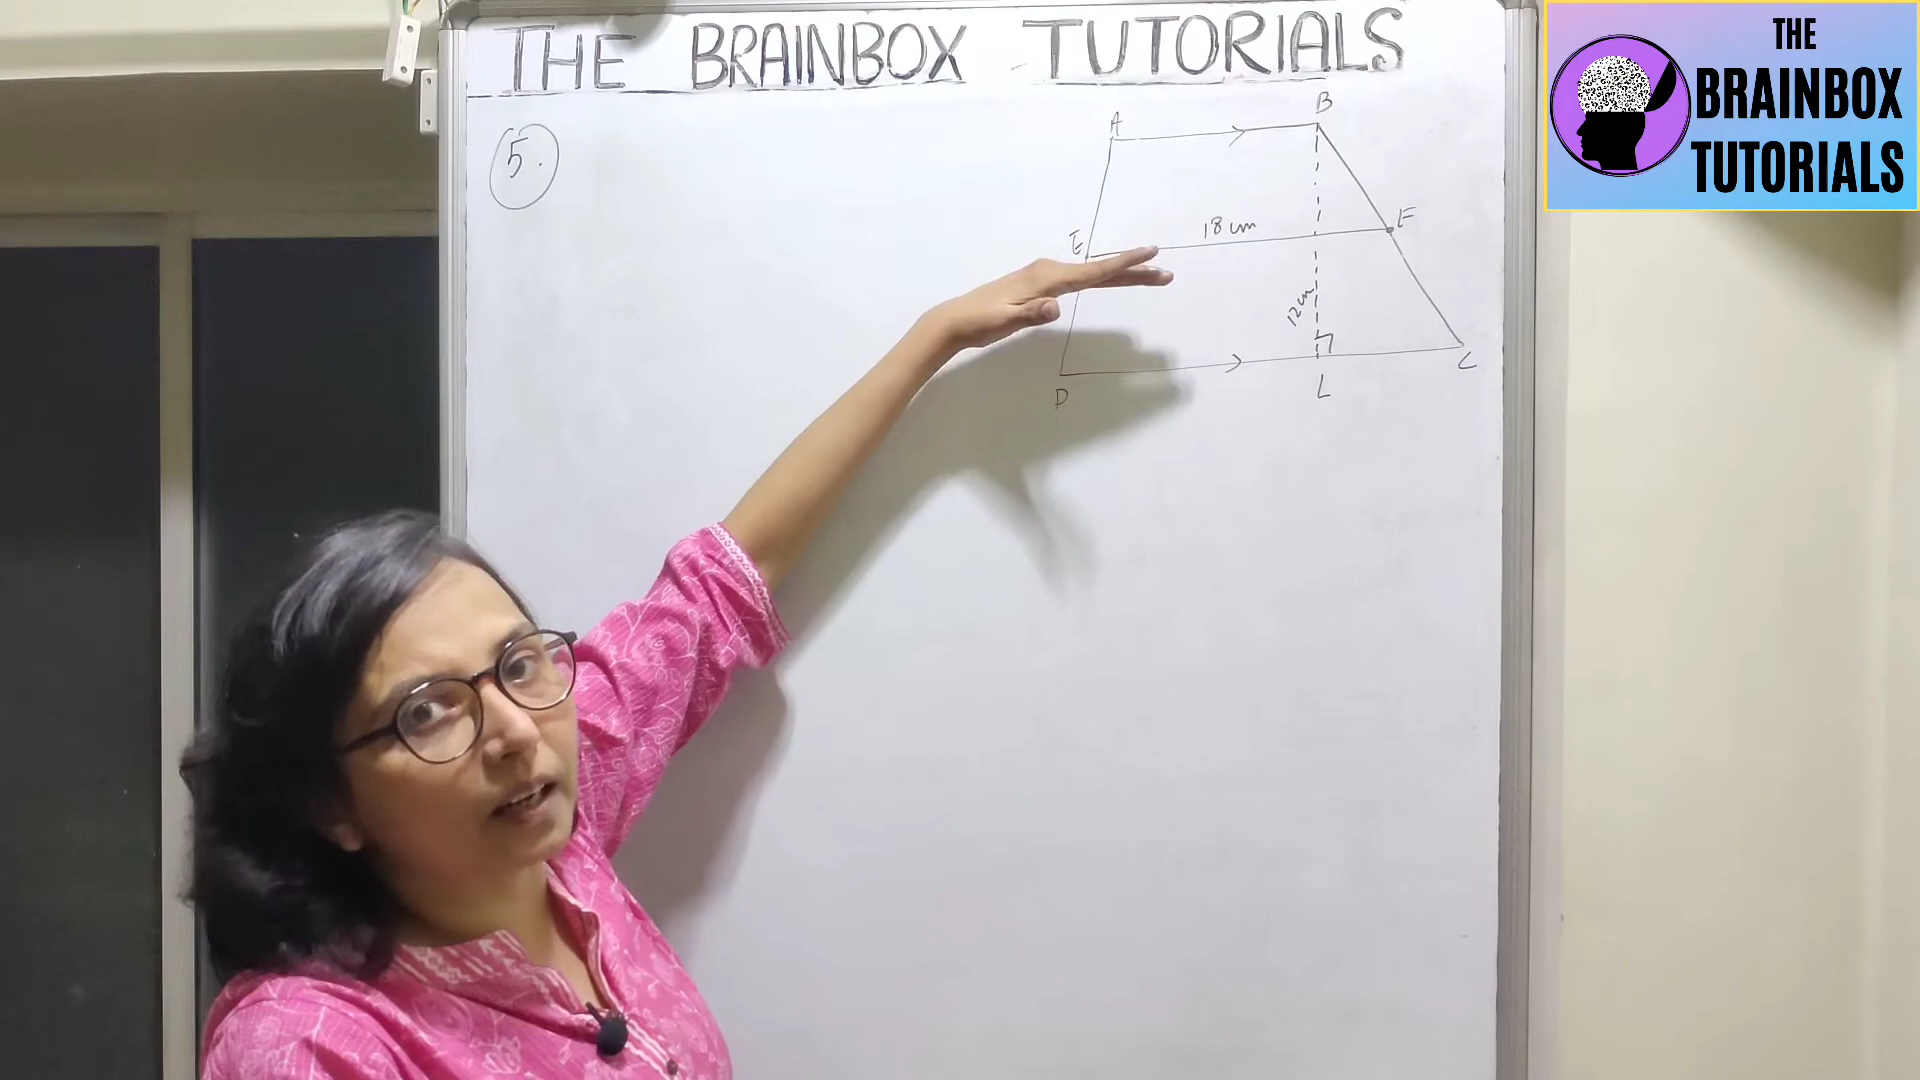 THE BRAINBOX TUTORIALS
THE
BRAINBOX
TUTORIALS
5.
A
B
E
18 cm
F
12 cm
D
L
C